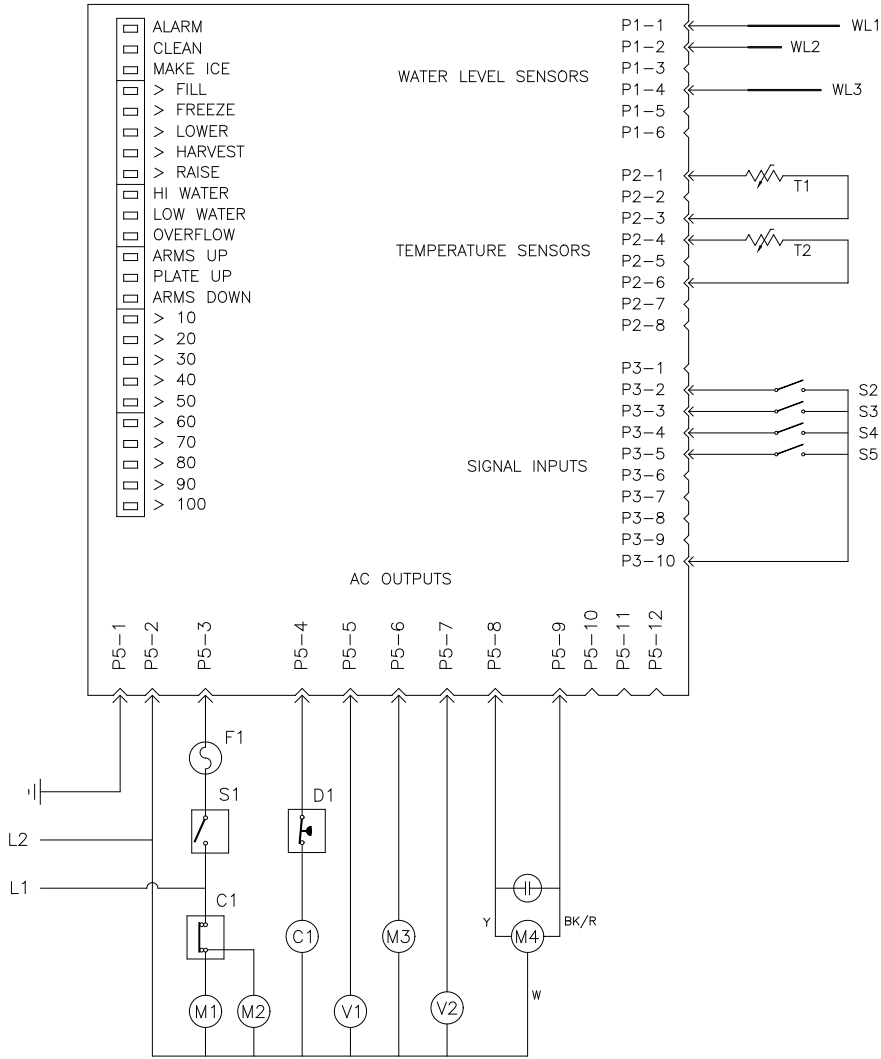 ALARM
CLEAN
MAKE ICE
> FILL
> FREEZE
> LOWER
> HARVEST
> RAISE
HI WATER
LOW WATER
OVERFLOW
ARMS UP
PLATE UP
ARMS DOWN
> 10
> 20
> 30
> 40
> 50
> 60
> 70
> 80
> 90
> 100
WATER LEVEL SENSORS
P1-1
P1-2
P1-3
P1-4
P1-5
P1-6
WL1
WL2
WL3
TEMPERATURE SENSORS
P2-1
P2-2
P2-3
P2-4
P2-5
P2-6
P2-7
P2-8
T1
T2
SIGNAL INPUTS
P3-1
P3-2
P3-3
P3-4
P3-5
P3-6
P3-7
P3-8
P3-9
P3-10
S2
S3
S4
S5
AC OUTPUTS
P5-1
P5-2
P5-3
P5-4
P5-5
P5-6
P5-7
P5-8
P5-9
P5-10
P5-11
P5-12
F1
S1
D1
L2
L1
C1
Y
BK/R
C1
M3
M4
W
M1
M2
V1
V2